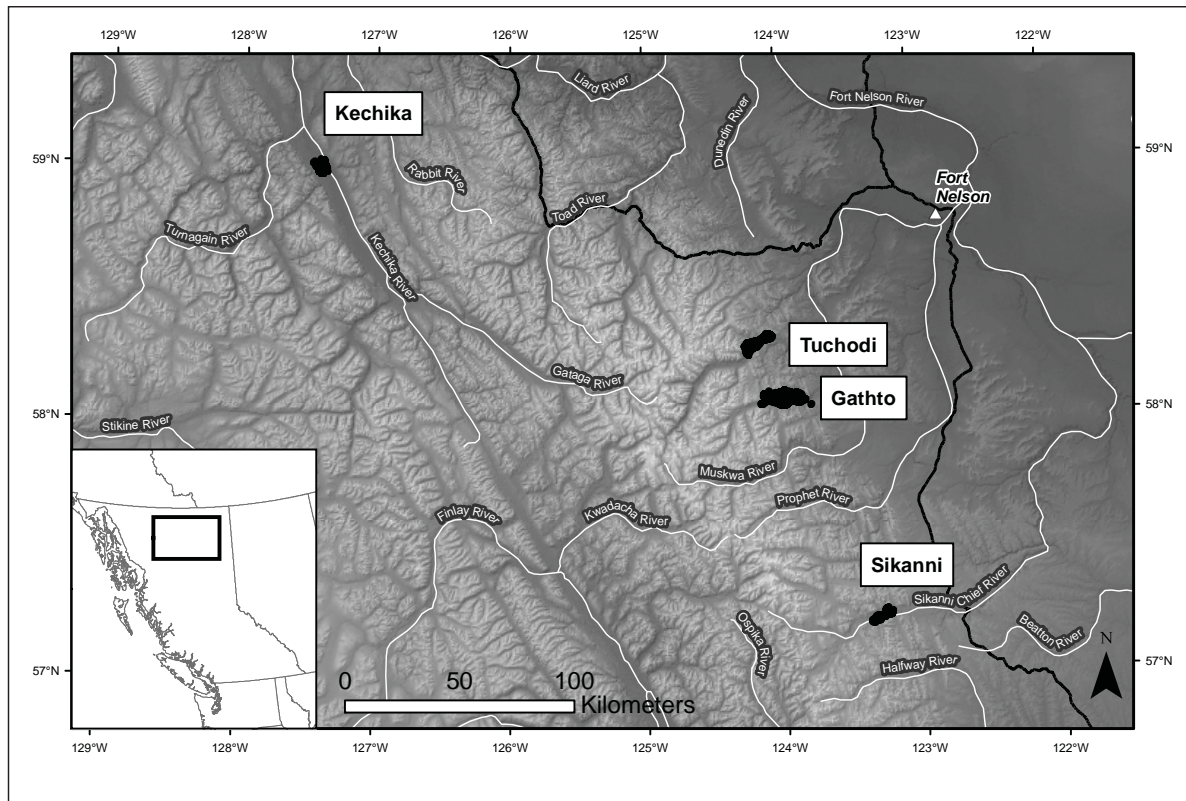 129°W 128°W 127°W 126°W 125°W 124°W 123°W 122°W
Liard River
Fort Nelson River
Kechika
Dunedin River
59°N
59°N
Rabbit River
Fort
Nelson
Toad River
Turnagain River
Kechika River
Tuchodi
Gataga River
Gathto
58°N
58°N
Stikine River
Muskwa River
Prophet River
Finlay River
Kwadacha River
Sikanni
Sikanni Chief River
Ospika River
Beatton River
N
Halfway River
57°N
57°N
0 50 100
Kilometers
129°W 128°W 127°W 126°W 125°W 124°W 123°W 122°W